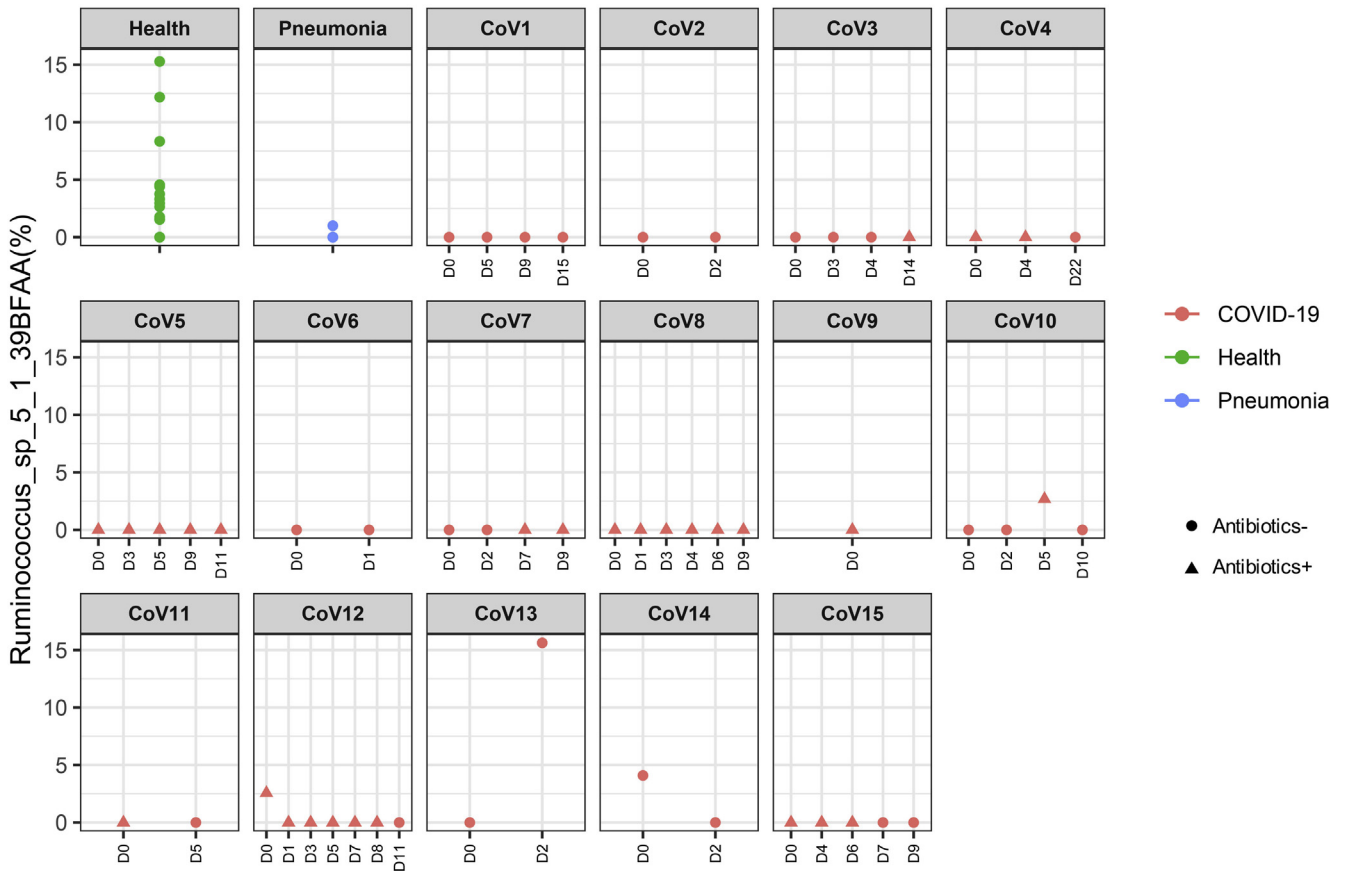 Ruminococcus_sp_5_1_39BFAA(%)
Health Pneumonia CoV1 CoV2 CoV3 CoV4
15
10
5
0
D0 D5 D9 D15 D0 D2 D0 D3 D4 D14 D0 D4 D22
CoV5 CoV6 CoV7 CoV8 CoV9 CoV10
15
10
5
0
D0 D3 D5 D9 D11 D0 D1 D0 D2 D7 D9 D0 D1 D3 D4 D6 D9 D0 D0 D2 D5 D10
CoV11 CoV12 CoV13 CoV14 CoV15
15
10
5
0
D0 D5 D0 D1 D3 D5 D7 D8 D11 D0 D2 D0 D2 D0 D4 D6 D7 D9
COVID-19
Health
Pneumonia
Antibiotics-
Antibiotics+